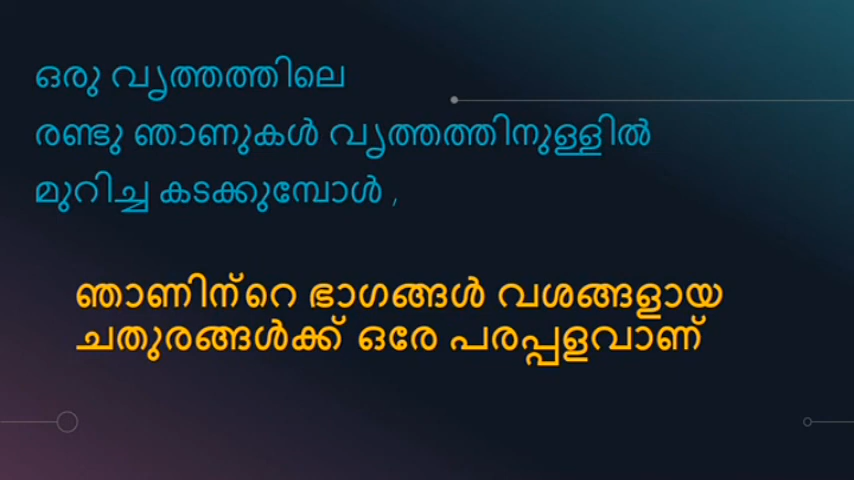 ഒരു വൃത്തത്തിലെ
രണ്ടു ഞാണുകൾ വൃത്തത്തിനുള്ളിൽ
മുറിച്ച കടക്കുമ്പോൾ ,
ഞാണിന്റെ ഭാഗങ്ങൾ വശങ്ങളായ
ചതുരങ്ങൾക്ക് ഒരേ പരപ്പളവാണ്